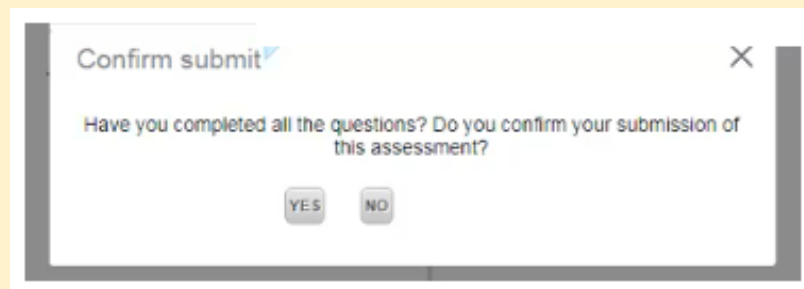 Confirm submit
Have you completed all the questions? Do you confirm your submission of
this assessment?
YES NO